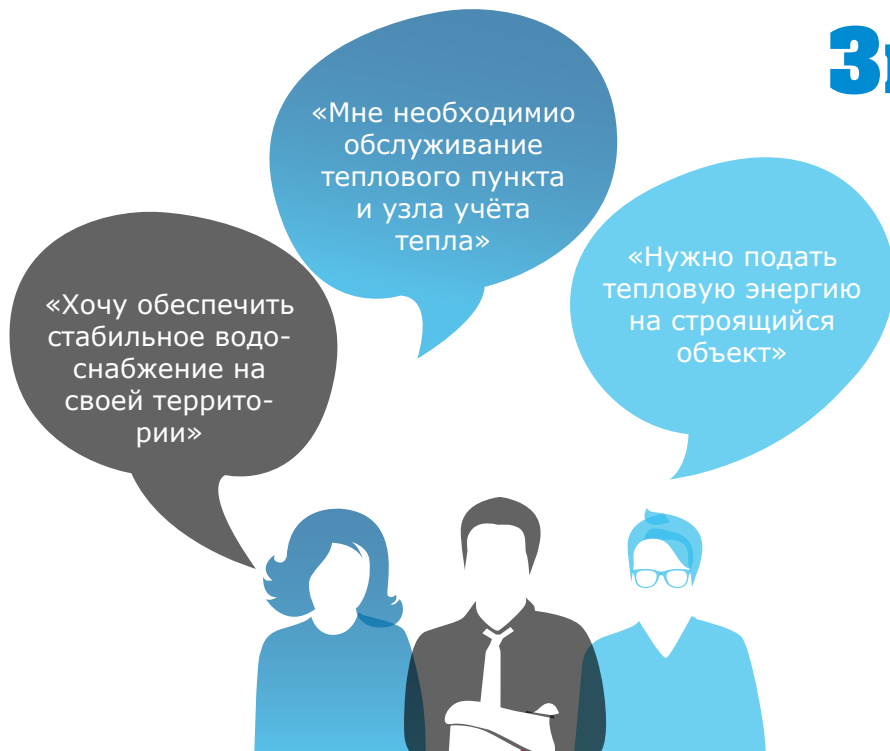 «Мне необходимио
обслуживание
теплового пункта
и узла учёта
тепла»
«Хочу обеспечить
стабильное водо-
снабжение на
своей террито-
рии»
«Нужно подать
тепловую энергию
на строящийся
объект»